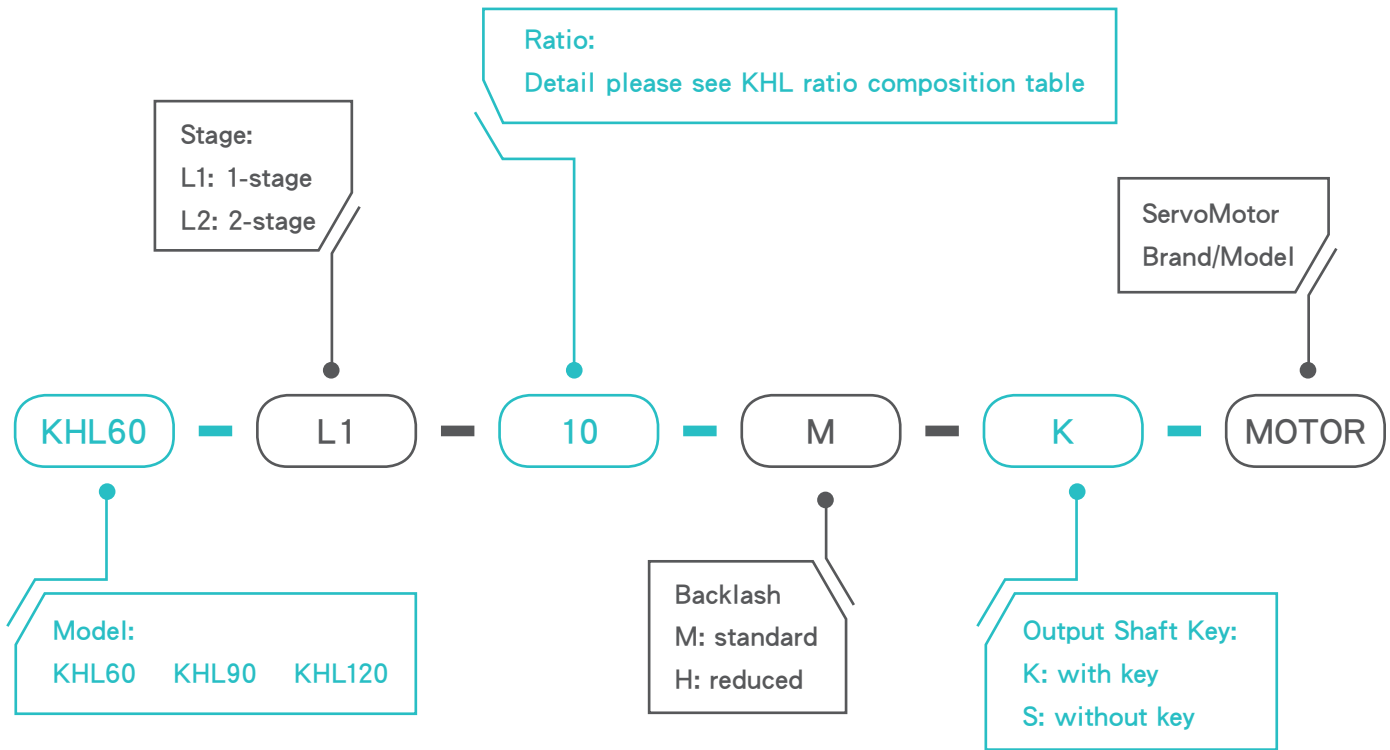 Ratio:
Detail please see KHL ratio composition table
Stage:
L1: 1-stage
L2: 2-stage
ServoMotor
Brand/Model
KHL60 - L1 - 10 - M - K - MOTOR
Model:
KHL60 KHL90 KHL120
Backlash
M: standard
H: reduced
Output Shaft Key:
K: with key
S: without key